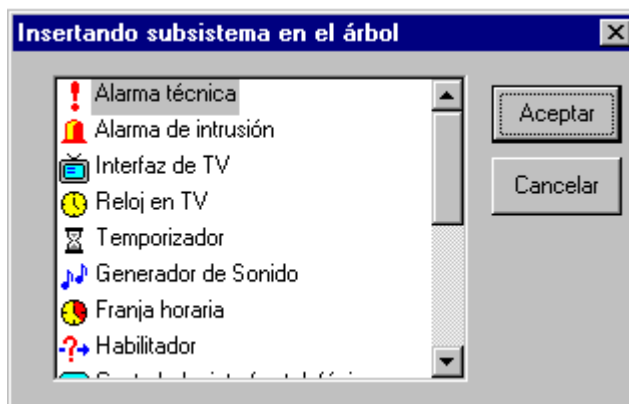 Insertando subsistema en el árbol
Alarma técnica
Alarma de intrusión
Interfaz de TV
Reloj en TV
Temporizador
Generador de Sonido
Franja horaria
Habilitador
Aceptar
Cancelar